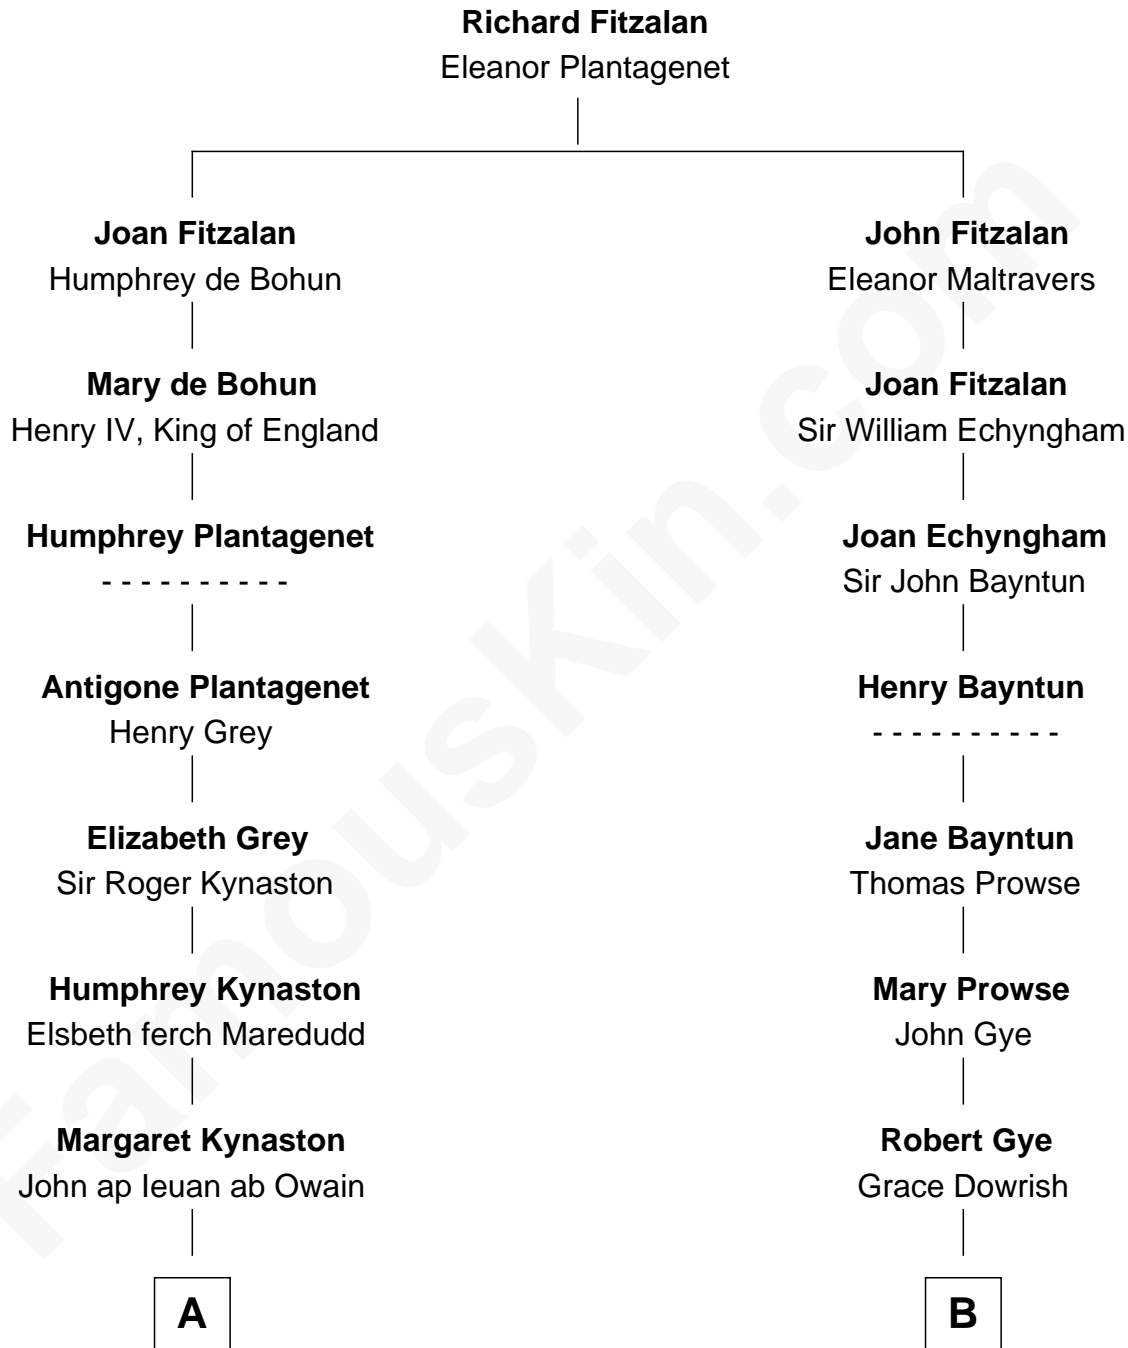 Richard Fitzalan
Eleanor Plantagenet
Joan Fitzalan
Humphrey de Bohun
John Fitzalan
Eleanor Maltravers
Mary de Bohun
Henry IV, King of England
Joan Fitzalan
Sir William Echyngham
Humphrey Plantagenet
- - - - - - - - - -
Joan Echyngham
Sir John Bayntun
Antigone Plantagenet
Henry Grey
Henry Bayntun
- - - - - - - - - -
Elizabeth Grey
Sir Roger Kynaston
Jane Bayntun
Thomas Prowse
Humphrey Kynaston
Elsbeth ferch Maredudd
Mary Prowse
John Gye
Margaret Kynaston
John ap Ieuan ab Owain
Robert Gye
Grace Dowrish
A
B
FamousKin.com